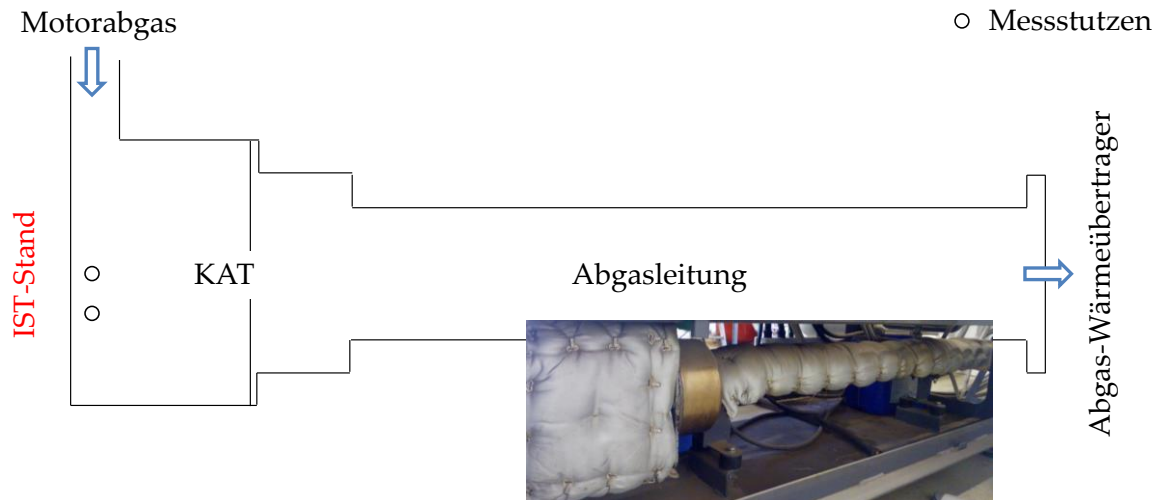 Motorabgas
Messstutzen
IST-Stand
KAT
Abgasleitung
Abgas-Wärmeübertrager